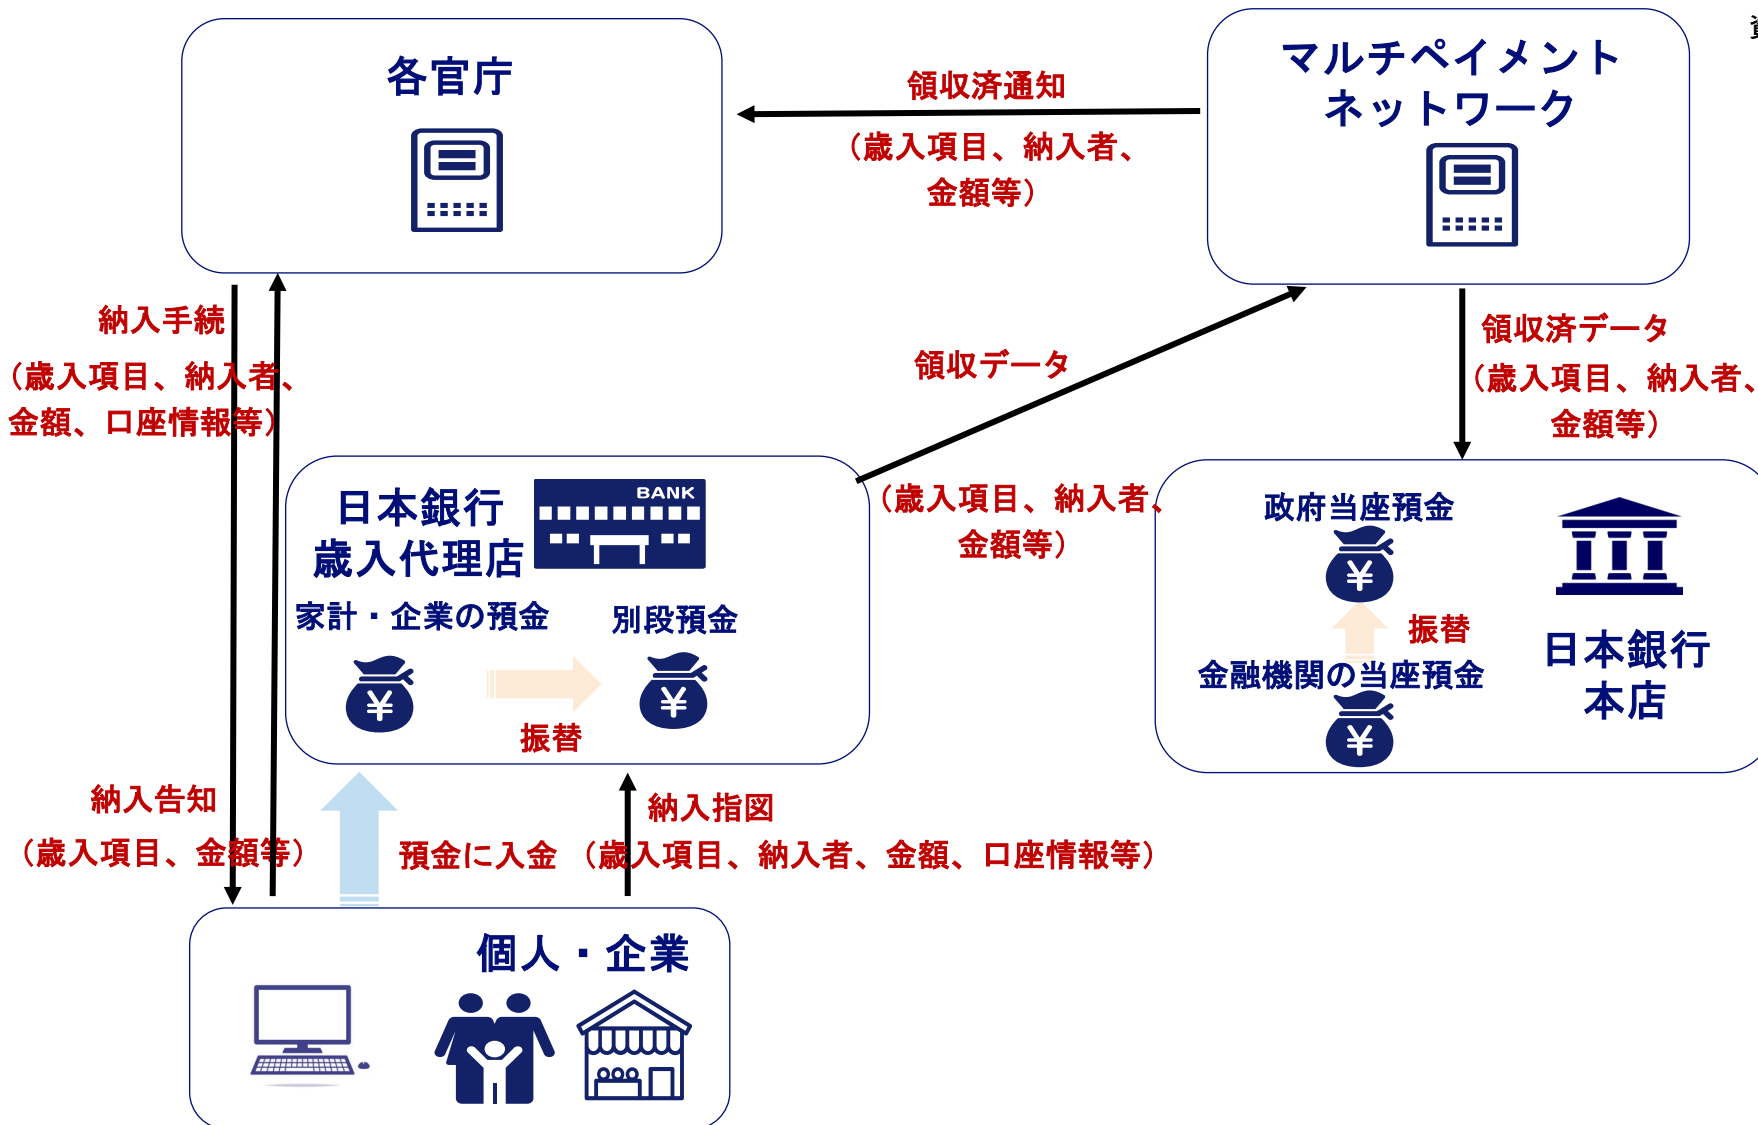 各官庁
マルチペイメント
ネットワーク
領収済通知
（歳入項目、納入者、
金額等）
納入手続
（歳入項目、納入者、
金額、口座情報等）
領収データ
（歳入項目、納入者、
金額等）
領収済データ
（歳入項目、納入者、
金額等）
日本銀行
歳入代理店
BANK
家計・企業の預金
別段預金
振替
政府当座預金
振替
金融機関の当座預金
日本銀行
本店
納入告知
（歳入項目、金額等）
預金に入金
納入指図
（歳入項目、納入者、金額、口座情報等）
個人・企業